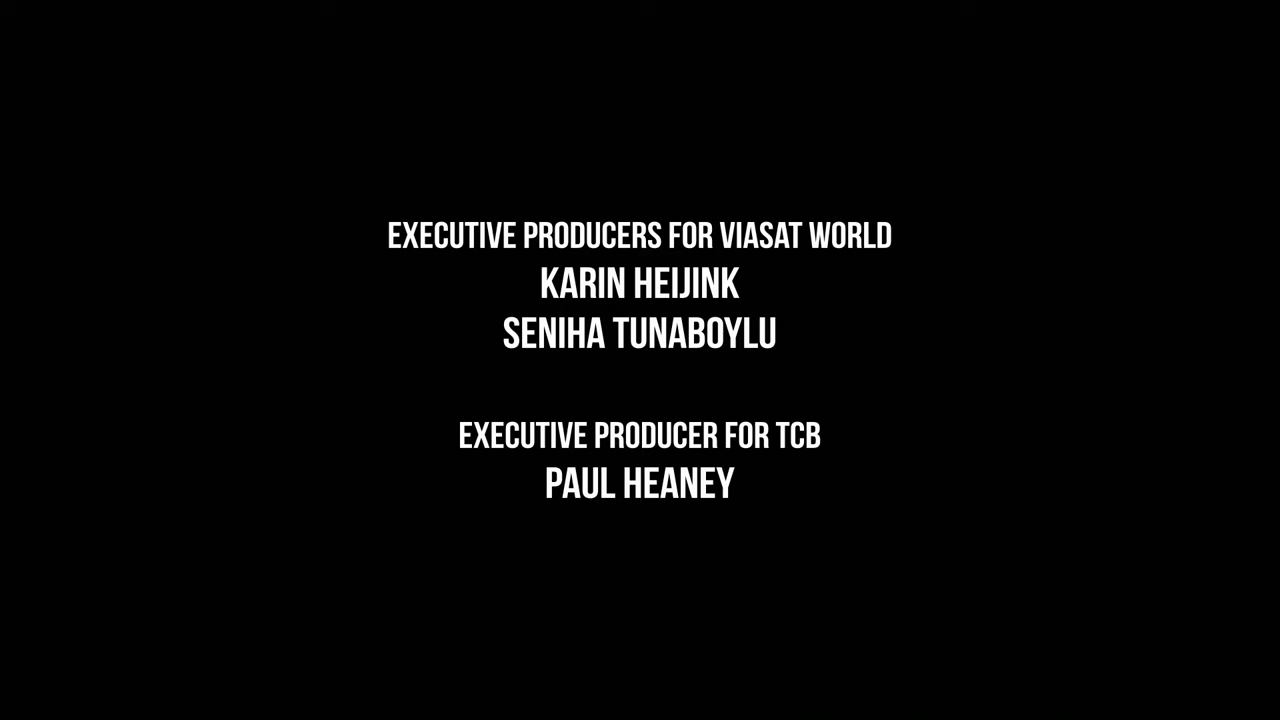 EXECUTIVE PRODUCERS FOR VIASAT WORLD
KARIN HEIJINK
SENIHA TUNABOYLU
EXECUTIVE PRODUCER FOR TCB
PAUL HEANEY